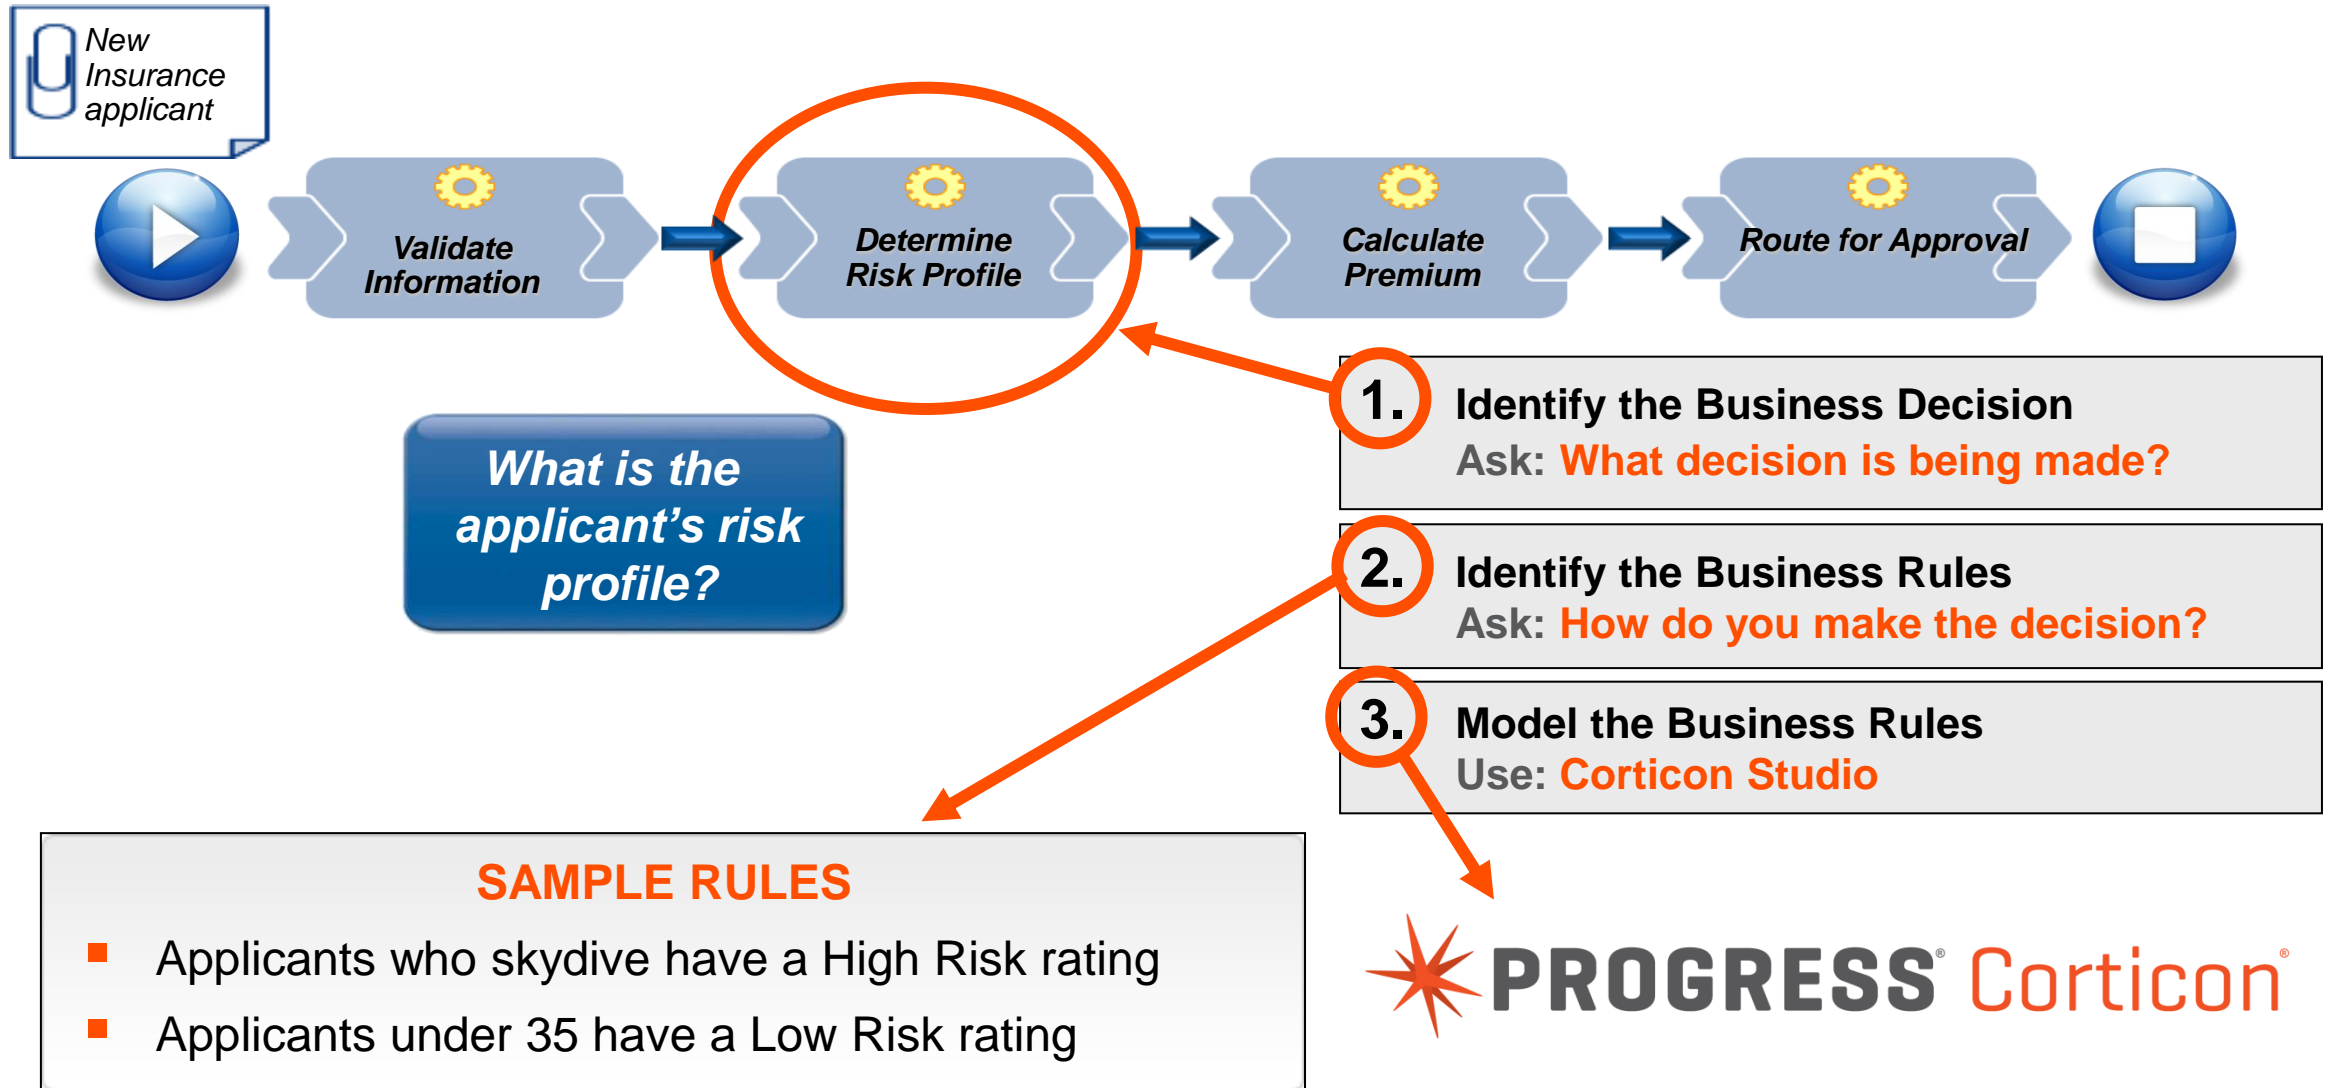 New
Insurance
applicant
Validate
Information
Determine
Risk Profile
Calculate
Premium
Route for Approval
What is the
applicant’s risk
profile?
1. Identify the Business Decision
Ask: What decision is being made?
2. Identify the Business Rules
Ask: How do you make the decision?
3. Model the Business Rules
Use: Corticon Studio
SAMPLE RULES
▪ Applicants who skydive have a High Risk rating
▪ Applicants under 35 have a Low Risk rating
PROGRESS® Corticon®